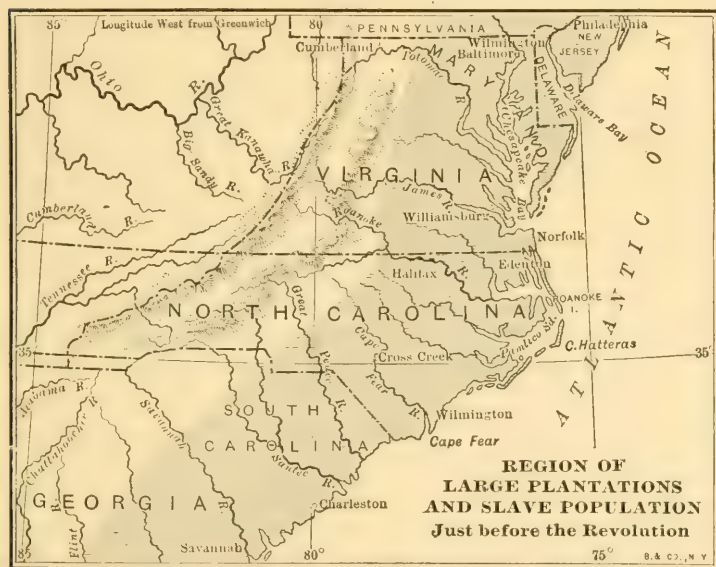 85° Longitude West from Greenwich 80
PENNSYLVANIA
Philadelphia
NEW
JERSEY
Cumberland
Wilmington
Baltimore
MARYLAND
DELAWARE
Delaware Bay
Chesapeake Bay
Potomac R.
Ohio R.
Great Kanawha R.
Big Sandy R.
VIRGINIA
James R.
Williamsburg
Cumberland R.
Roanoke R.
Norfolk
Tennessee R.
Halifax
Edenton
NORTH CAROLINA
ROANOKE
I.
Great Pedee R.
Cape Fear R.
Cross Creek
Pamlico Sd.
C. Hatteras
35
35°
ATLANTIC OCEAN
Alabama R.
Chattahoochee R.
Savannah R.
SOUTH
CAROLINA
Santee R.
Wilmington
Cape Fear
GEORGIA
Flint R.
Charleston
Savannah
REGION OF
LARGE PLANTATIONS
AND SLAVE POPULATION
Just before the Revolution
85 80° 75°
B. & CO., N.Y